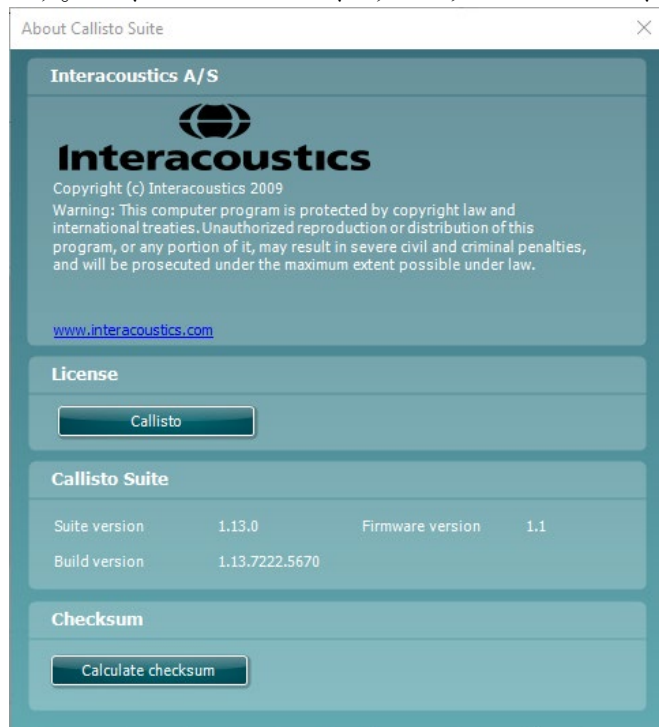 About Callisto Suite
Interacoustics A/S
Interacoustics
Copyright (c) Interacoustics 2009
Warning: This computer program is protected by copyright law and
international treaties. Unauthorized reproduction or distribution of this
program, or any portion of it, may result in severe civil and criminal penalties,
and will be prosecuted under the maximum extent possible under law.
www.interacoustics.com
License
Callisto
Callisto Suite
Suite version 1.13.0 Firmware version 1.1
Build version 1.13.7222.5670
Checksum
Calculate checksum